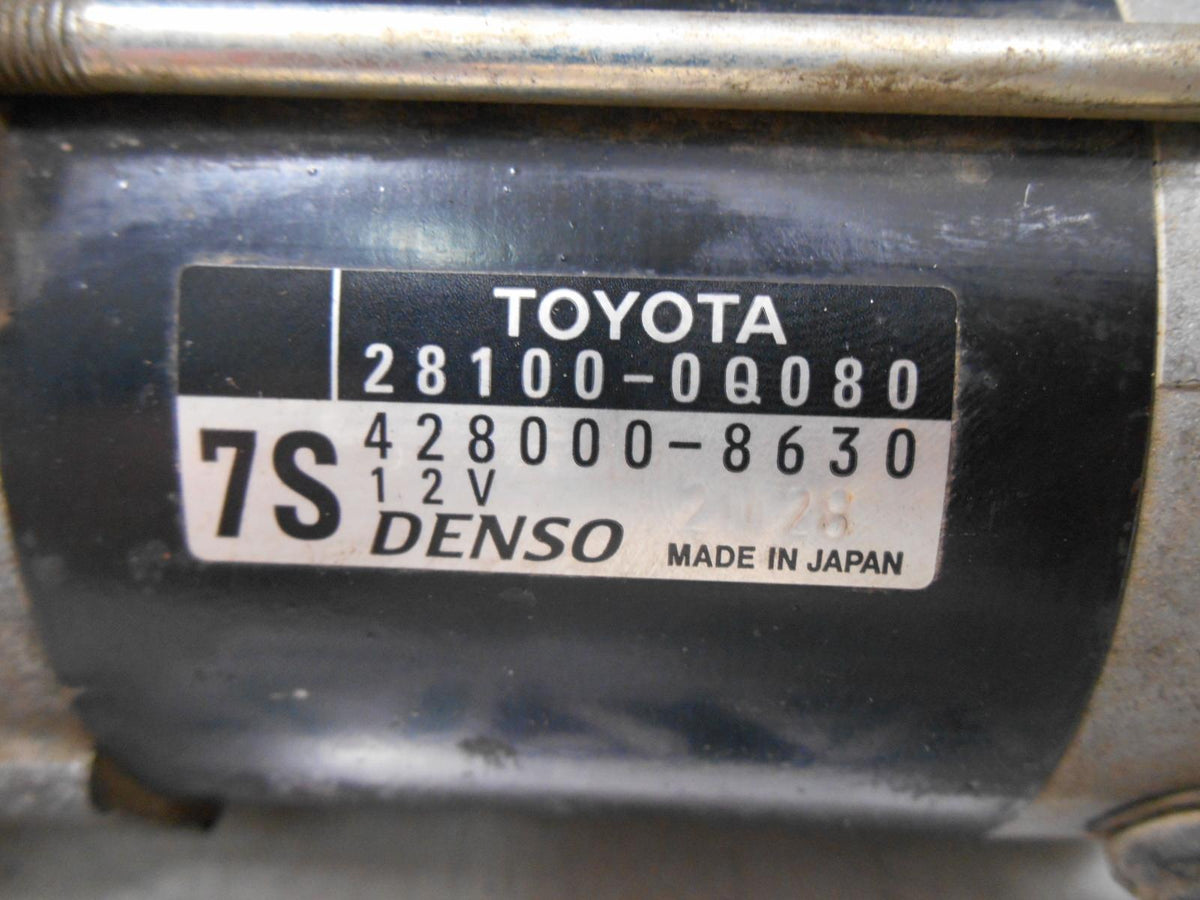 TOYOTA
28100-0Q080
7S
428000-8630
12V
DENSO
MADE IN JAPAN